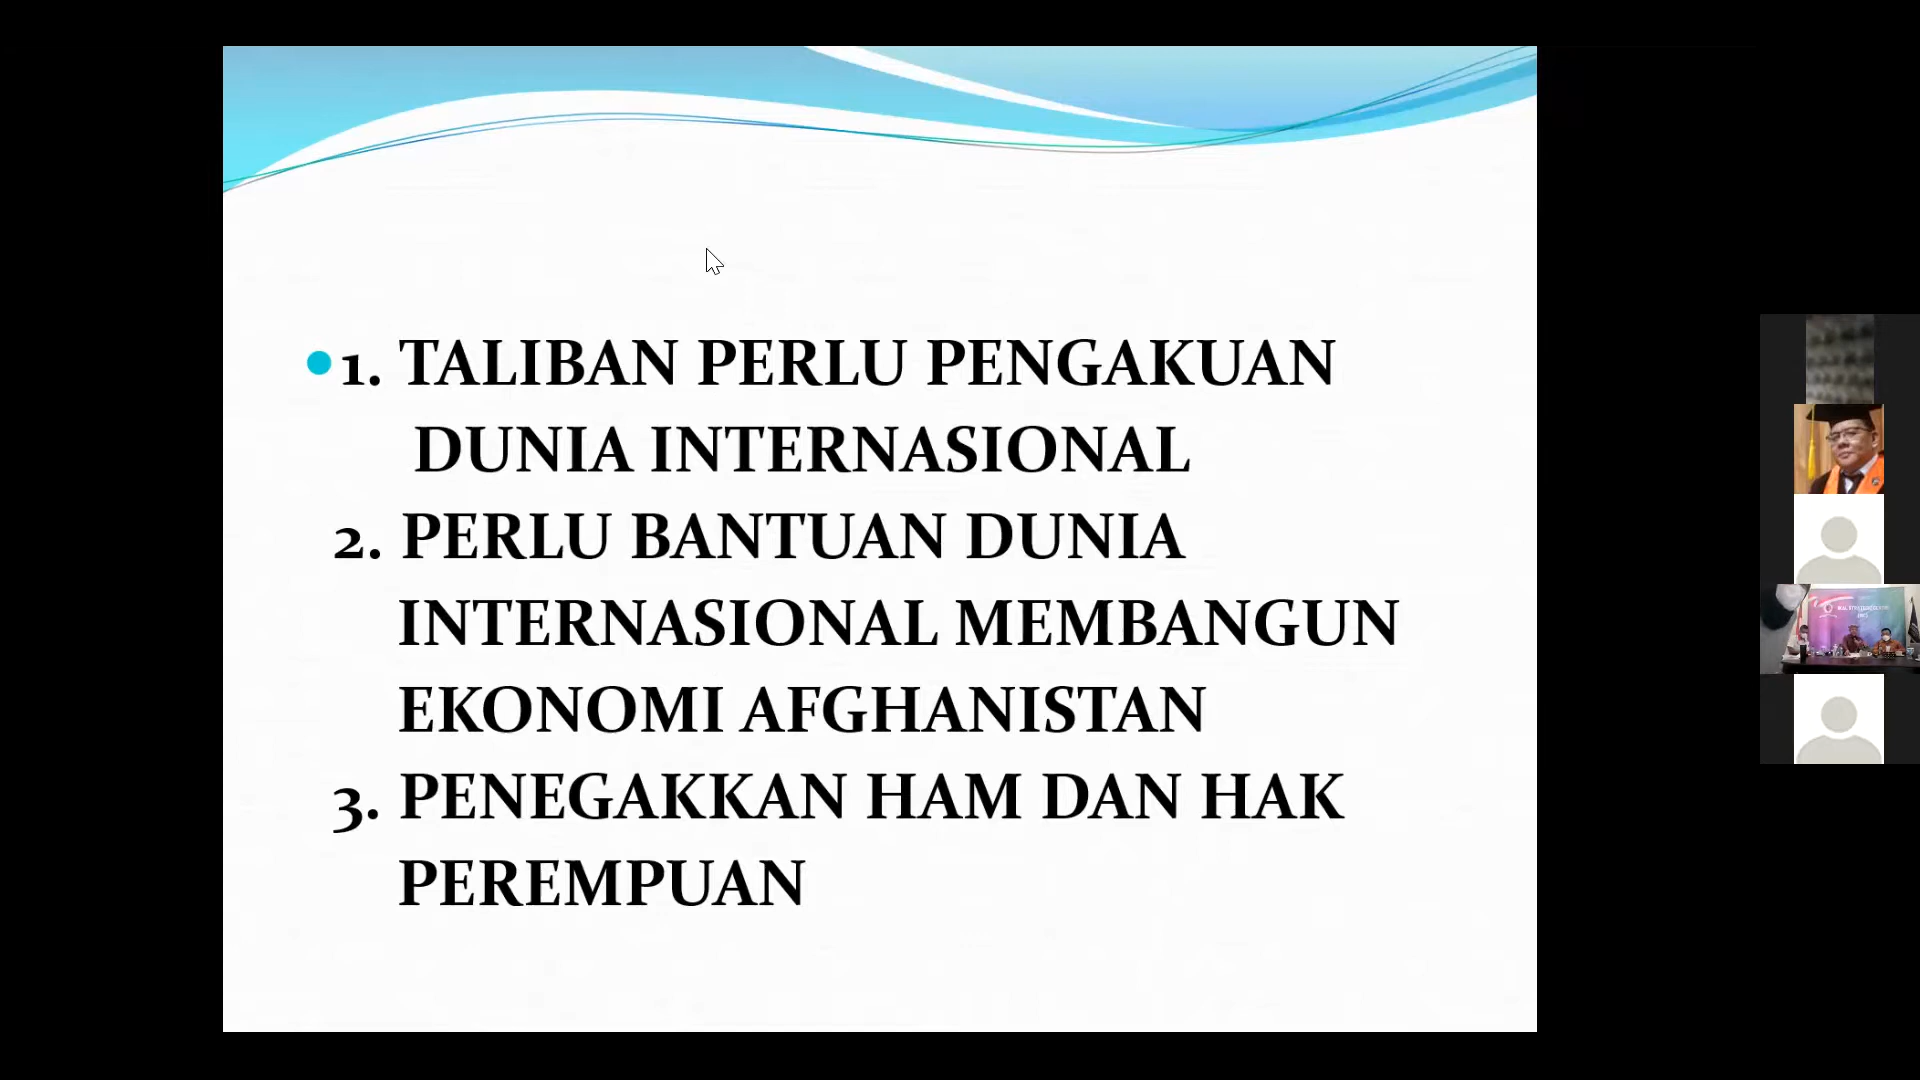 1. TALIBAN PERLU PENGAKUAN
DUNIA INTERNASIONAL
2. PERLU BANTUAN DUNIA
INTERNASIONAL MEMBANGUN
EKONOMI AFGHANISTAN
3. PENEGAKKAN HAM DAN HAK
PEREMPUAN